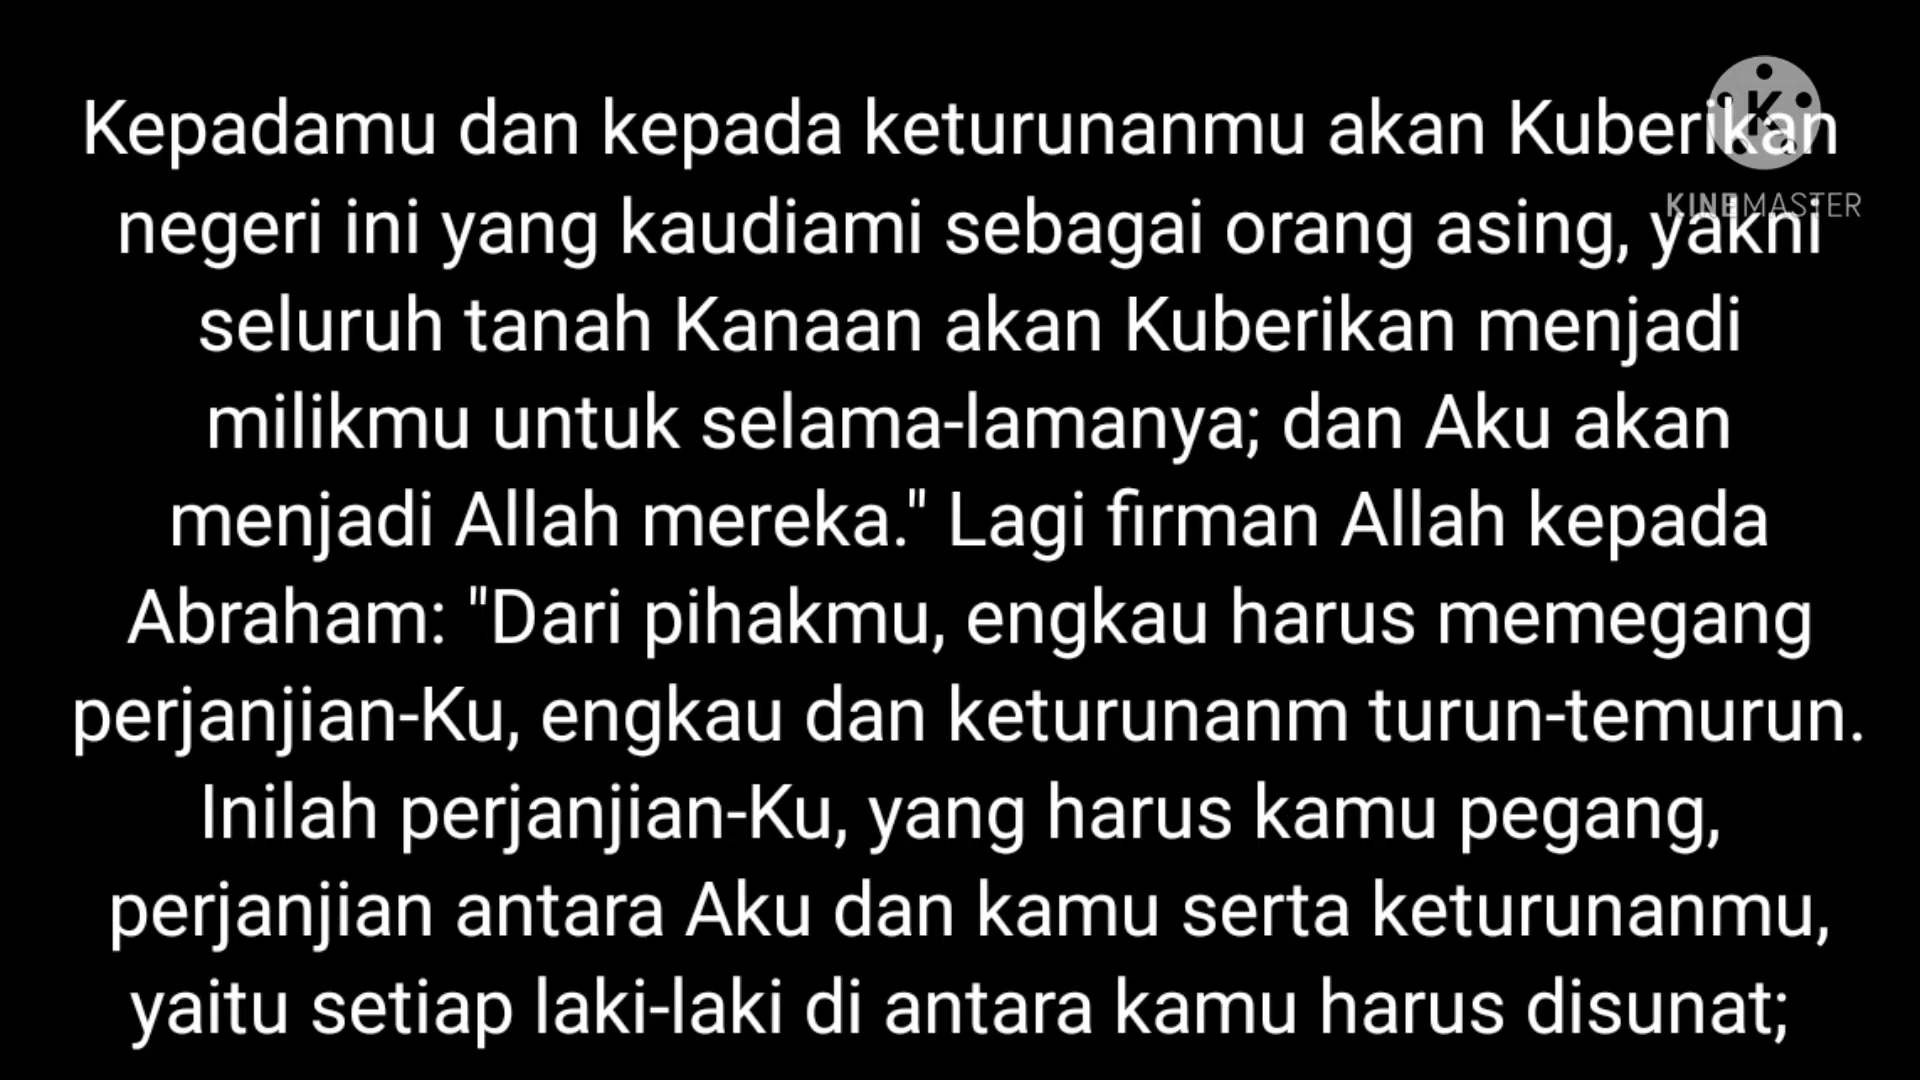 Kepadamu dan kepada keturunanmu akan Kuberikan
negeri ini yang kaudiami sebagai orang asing, yakni
seluruh tanah Kanaan akan Kuberikan menjadi
milikmu untuk selama-lamanya; dan Aku akan
menjadi Allah mereka." Lagi firman Allah kepada
Abraham: "Dari pihakmu, engkau harus memegang
perjanjian-Ku, engkau dan keturunanm turun-temurun.
Inilah perjanjian-Ku, yang harus kamu pegang,
perjanjian antara Aku dan kamu serta keturunanmu,
yaitu setiap laki-laki di antara kamu harus disunat;
K
KINEMASTER